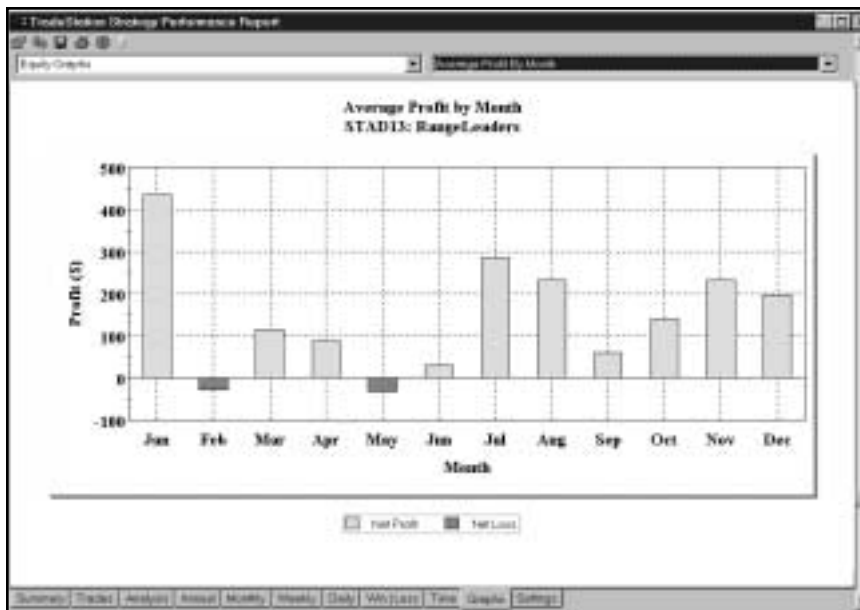 TradeStation Strategy Performance Report
Equity Graphs
Average Profit By Month
Average Profit by Month
STAD13: RangeLeaders
500
400
300
200
100
0
-100
Profit ($)
Jan Feb Mar Apr May Jun Jul Aug Sep Oct Nov Dec
Month
Net Profit Net Loss
Summary Trades Analysis Annual Monthly Weekly Daily Win/Loss Time Graphs Settings